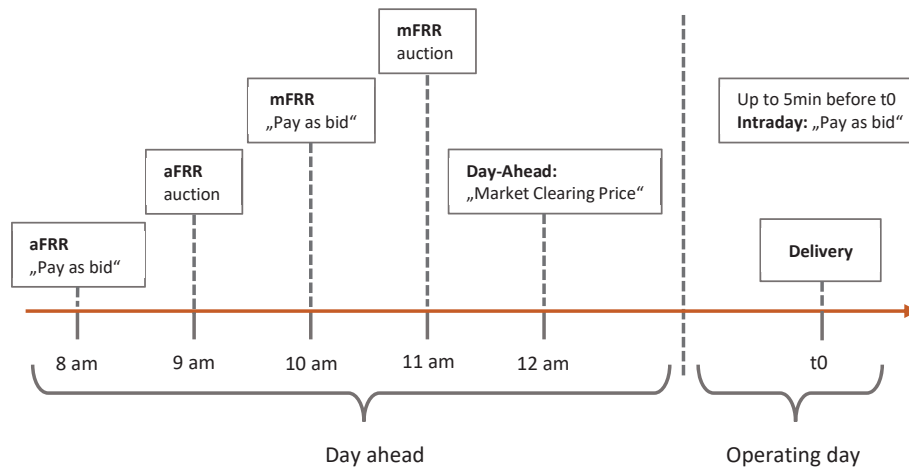 mFRR
auction
mFRR
„Pay as bid“
Up to 5min before t0
Intraday: „Pay as bid“
aFRR
auction
Day-Ahead:
„Market Clearing Price“
aFRR
„Pay as bid“
Delivery
8 am
9 am
10 am
11 am
12 am
t0
Day ahead
Operating day